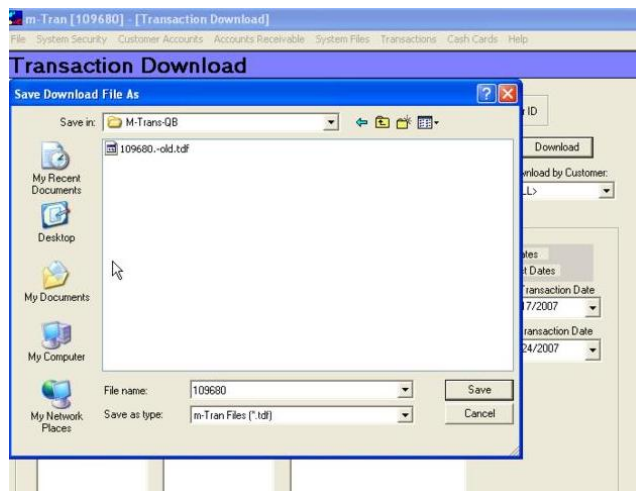 m-Tran [109680] - [Transaction Download]
File System Security Customer Accounts Accounts Receivable System Files Transactions Cash Cards Help
Transaction Download
Save Download File As
Save in: M-Trans-QB
109680.-old.tdf
My Recent
Documents
Desktop
My Documents
My Computer
My Network
Places
File name: 109680
Save
Save as type: m-Tran Files (*.tdf)
Cancel
r ID
Download
wnload by Customer:
LL>
ates
t Dates
Transaction Date
17/2007
ransaction Date
24/2007